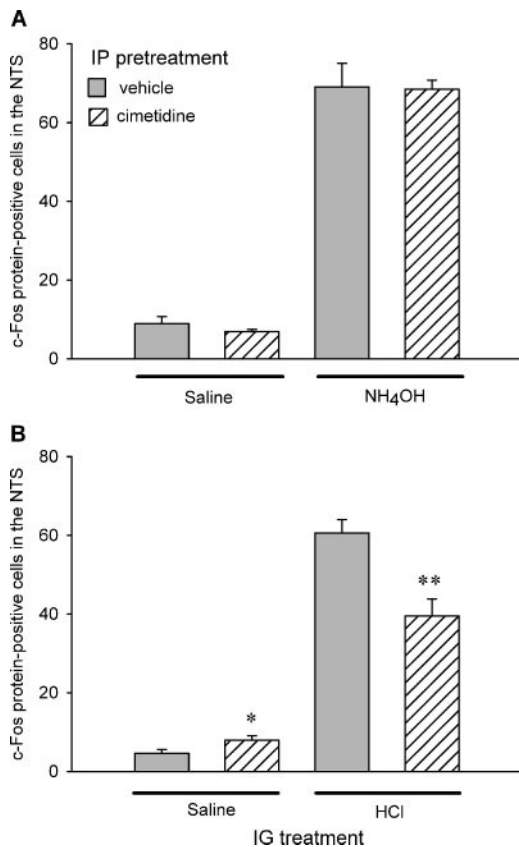 A
c-Fos protein-positive cells in the NTS
80
60
40
20
0
IP pretreatment
vehicle
cimetidine
Saline
NH4OH
B
c-Fos protein-positive cells in the NTS
80
60
40
20
0
*
**
Saline
HCl
IG treatment